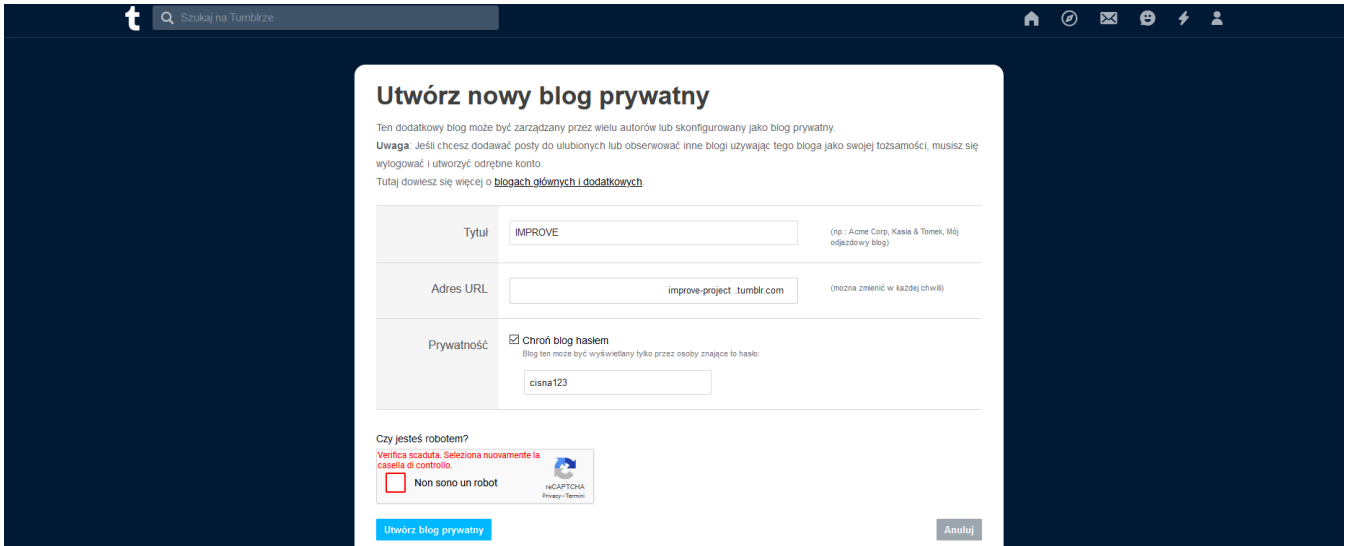 t
Szukaj na Tumblrze
Utwórz nowy blog prywatny
Ten dodatkowy blog może być zarządzany przez wielu autorów lub skonfigurowany jako blog prywatny.
Uwaga: Jeśli chcesz dodawać posty do ulubionych lub obserwować inne blogi używając tego bloga jako swojej tożsamości, musisz się
wylogować i utworzyć odrębne konto.
Tutaj dowiesz się więcej o blogach głównych i dodatkowych.
Tytuł
IMPROVE
(np.: Acme Corp, Kasia & Tomek, Mój
odjazdowy blog)
Adres URL
improve-project .tumblr.com
(można zmienić w każdej chwili)
Prywatność
Chroń blog hasłem
Blog ten może być wyświetlany tylko przez osoby znające to hasło:
cisna123
Czy jesteś robotem?
Verifica scaduta. Seleziona nuovamente la
casella di controllo.
Non sono un robot
reCAPTCHA
Privacy - Termini
Utwórz blog prywatny
Anuluj